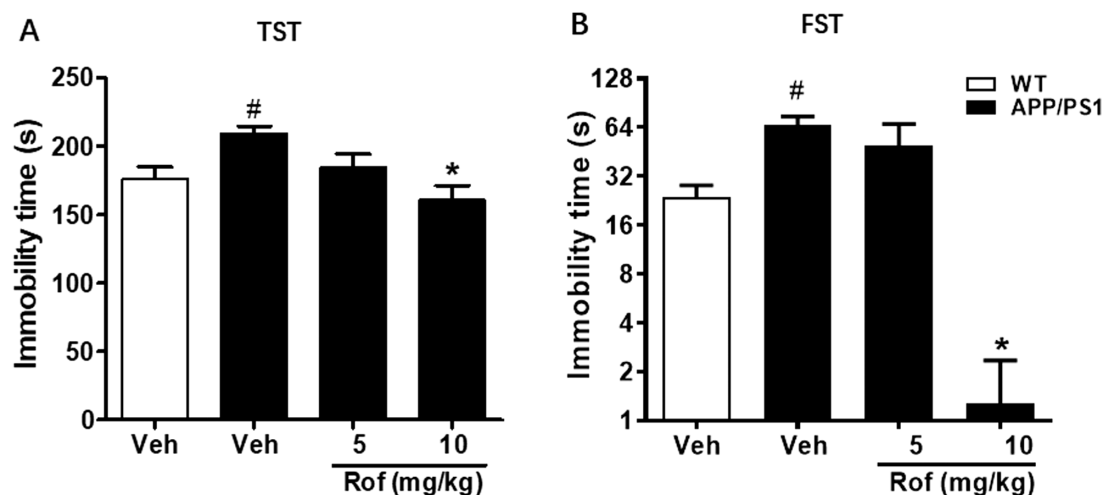 A
TST
Immobility time (s)
250
200
150
100
50
0
#
*
Veh
Veh
5
10
Rof (mg/kg)
B
FST
Immobility time (s)
128
64
32
16
8
4
2
1
#
*
WT
APP/PS1
Veh
Veh
5
10
Rof (mg/kg)